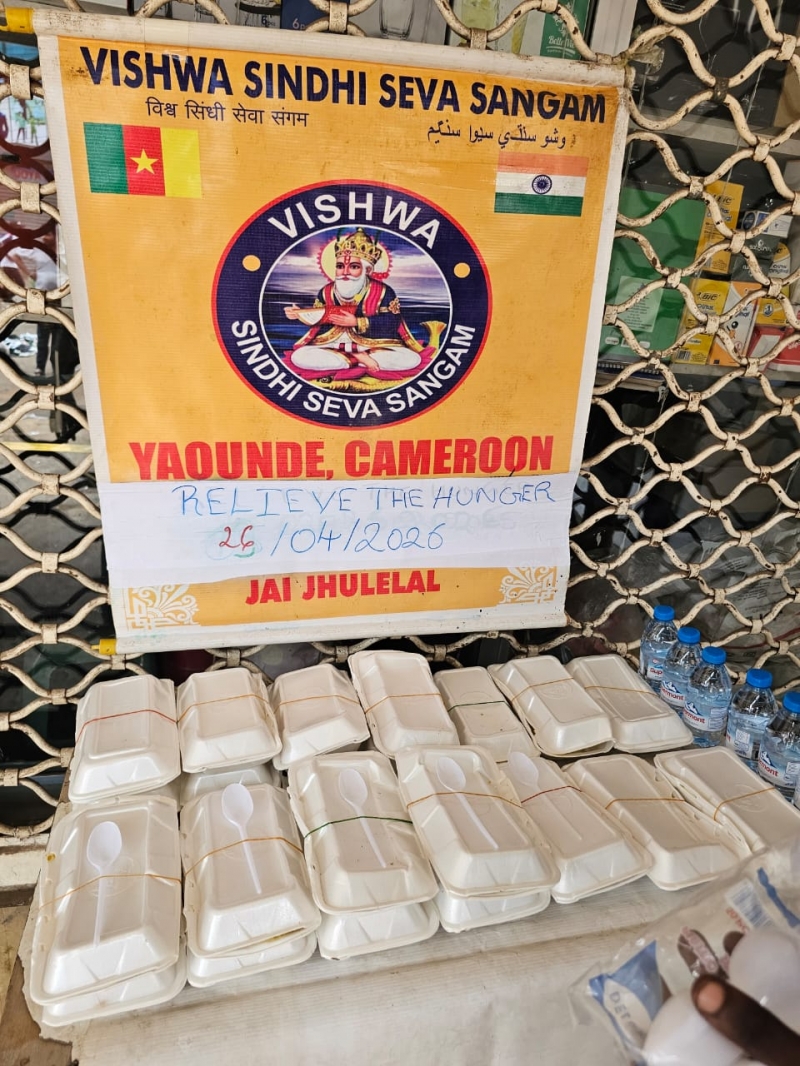 VISHWA SINDHI SEVA SANGAM
विश्व सिंधी सेवा संगम
وشو سنڌي سيوا سنگم
VISHWA
SINDHI SEVA SANGAM
YAOUNDE, CAMEROON
RELIEVE THE HUNGER
26/04/2026
JAI JHULELAL
BIC